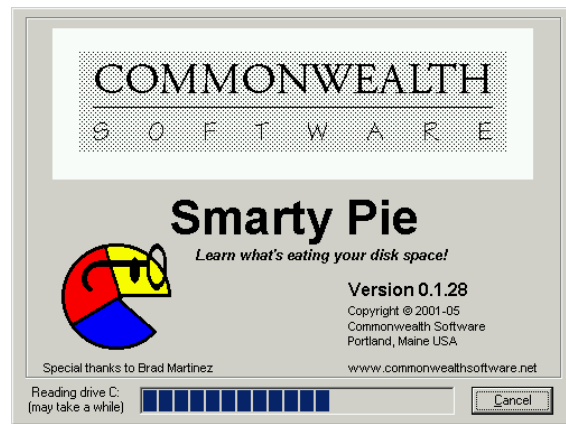 COMMONWEALTH
SOFTWARE
Smarty Pie
Learn what's eating your disk space!
Version 0.1.28
Copyright © 2001-05
Commonwealth Software
Portland, Maine USA
Special thanks to Brad Martinez
www.commonwealthsoftware.net
Reading drive C:
(may take a while)
Cancel